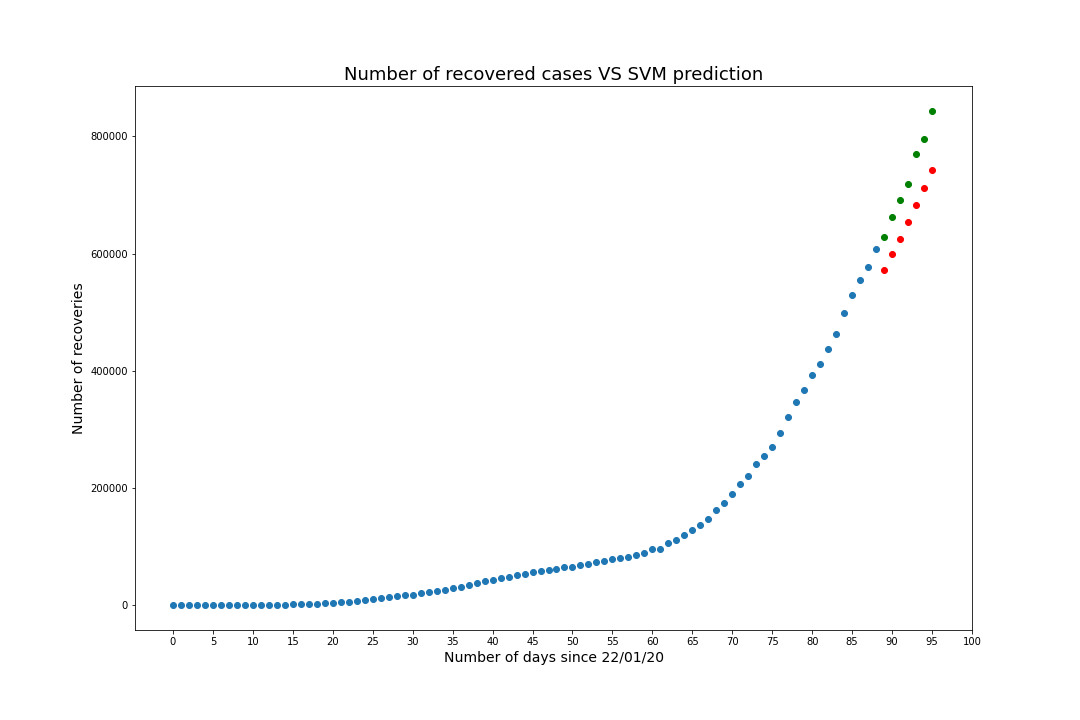 Number of recovered cases VS SVM prediction
800000
600000
400000
200000
0
Number of recoveries
0 5 10 15 20 25 30 35 40 45 50 55 60 65 70 75 80 85 90 95 100
Number of days since 22/01/20